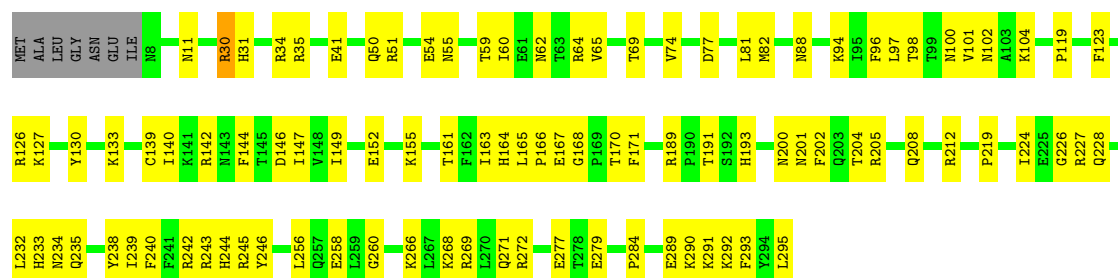 MET ALA LEU GLY ASN GLU ILE N8 N11 R30 H31 R34 R35 E41 Q50 R51 E54 N55 T59 I60 E61 N62 T63 R64 V65 T69 V74 D77 L81 M82 N88 K94 I95 F96 L97 T98 T99 N100 V101 N102 A103 K104 P119 F123
R126 K127 Y130 K133 C139 I140 K141 R142 N143 F144 T145 D146 I147 V148 I149 E152 K155 T161 F162 I163 H164 L165 P166 E167 G168 P169 T170 F171 R189 P190 T191 S192 H193 N200 N201 F202 Q203 T204 R205 Q208 R212 P219 I224 E225 G226 R227 Q228
L232 H233 N234 Q235 Y238 I239 F240 F241 R242 R243 H244 R245 Y246 L256 Q257 E258 L259 G260 K266 L267 K268 R269 L270 Q271 R272 E277 T278 E279 P284 E289 K290 K291 K292 F293 Y294 L295